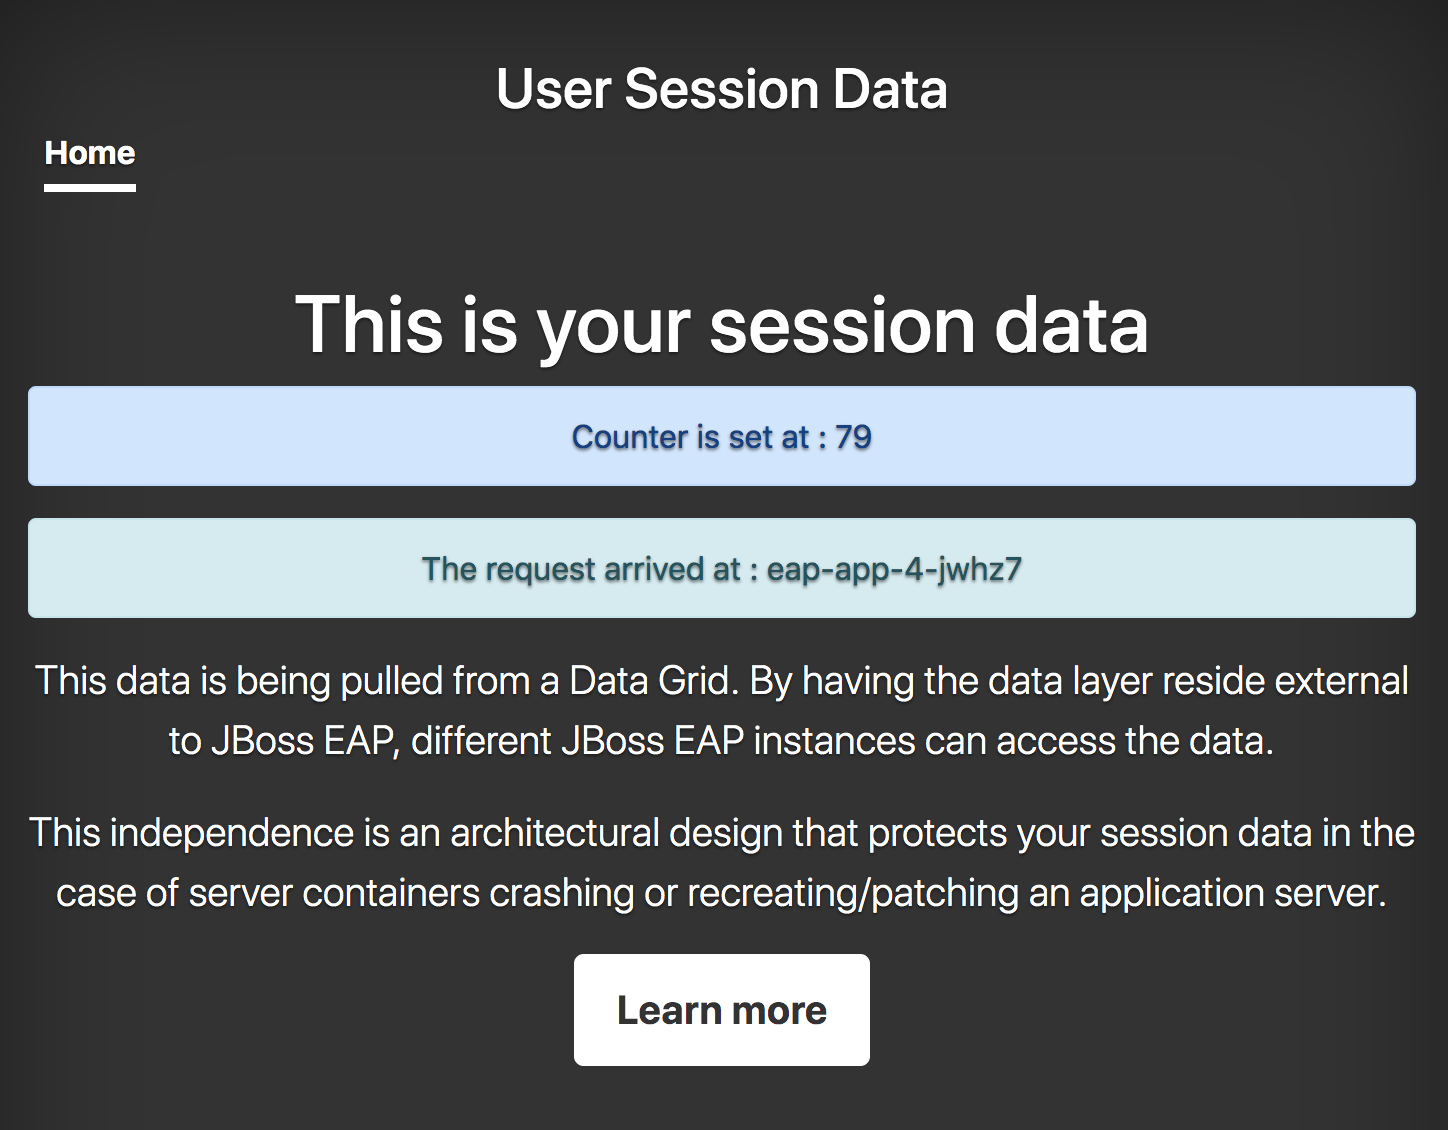 User Session Data
Home
This is your session data
Counter is set at : 79
The request arrived at : eap-app-4-jwhz7
This data is being pulled from a Data Grid. By having the data layer reside external
to JBoss EAP, different JBoss EAP instances can access the data.
This independence is an architectural design that protects your session data in the
case of server containers crashing or recreating/patching an application server.
Learn more